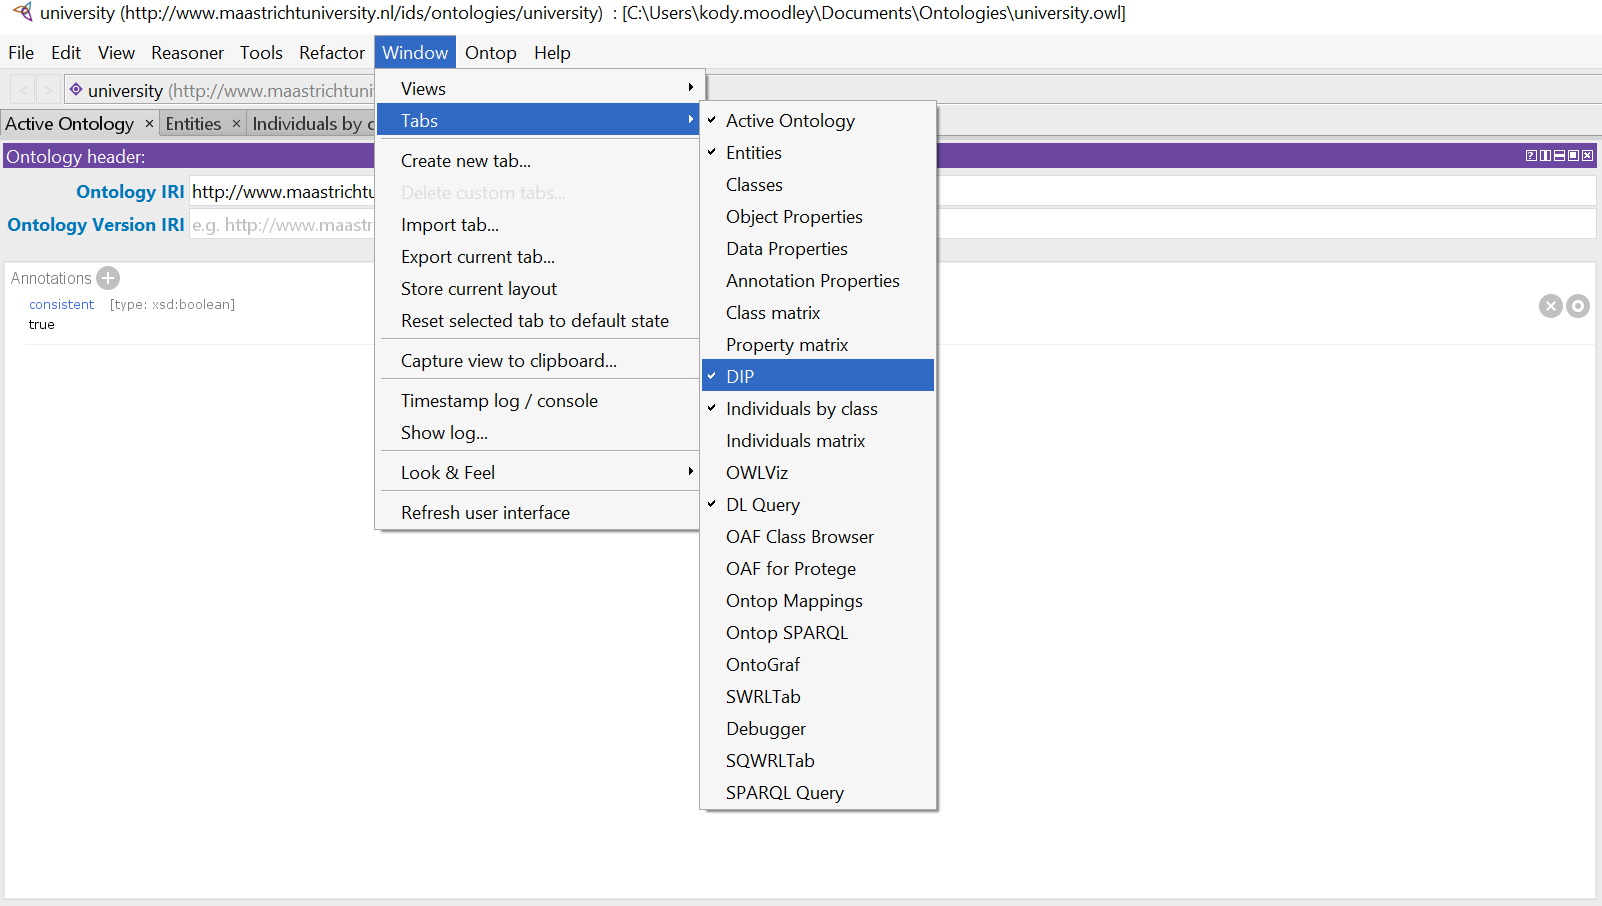 university (http://www.maastrichtuniversity.nl/ids/ontologies/university) : [C:\Users\kody.moodley\Documents\Ontologies\university.owl]
File Edit View Reasoner Tools Refactor Window Ontop Help
< > university (http://www.maastrichtuni
Active Ontology × Entities × Individuals by c
Ontology header:
Ontology IRI http://www.maastrichtu
Ontology Version IRI e.g. http://www.maastr
Annotations
consistent [type: xsd:boolean]
true
Views
Tabs
Create new tab...
Delete custom tabs...
Import tab...
Export current tab...
Store current layout
Reset selected tab to default state
Capture view to clipboard...
Timestamp log / console
Show log...
Look & Feel
Refresh user interface
Active Ontology
Entities
Classes
Object Properties
Data Properties
Annotation Properties
Class matrix
Property matrix
DIP
Individuals by class
Individuals matrix
OWLViz
DL Query
OAF Class Browser
OAF for Protege
Ontop Mappings
Ontop SPARQL
OntoGraf
SWRLTab
Debugger
SQWRLTab
SPARQL Query